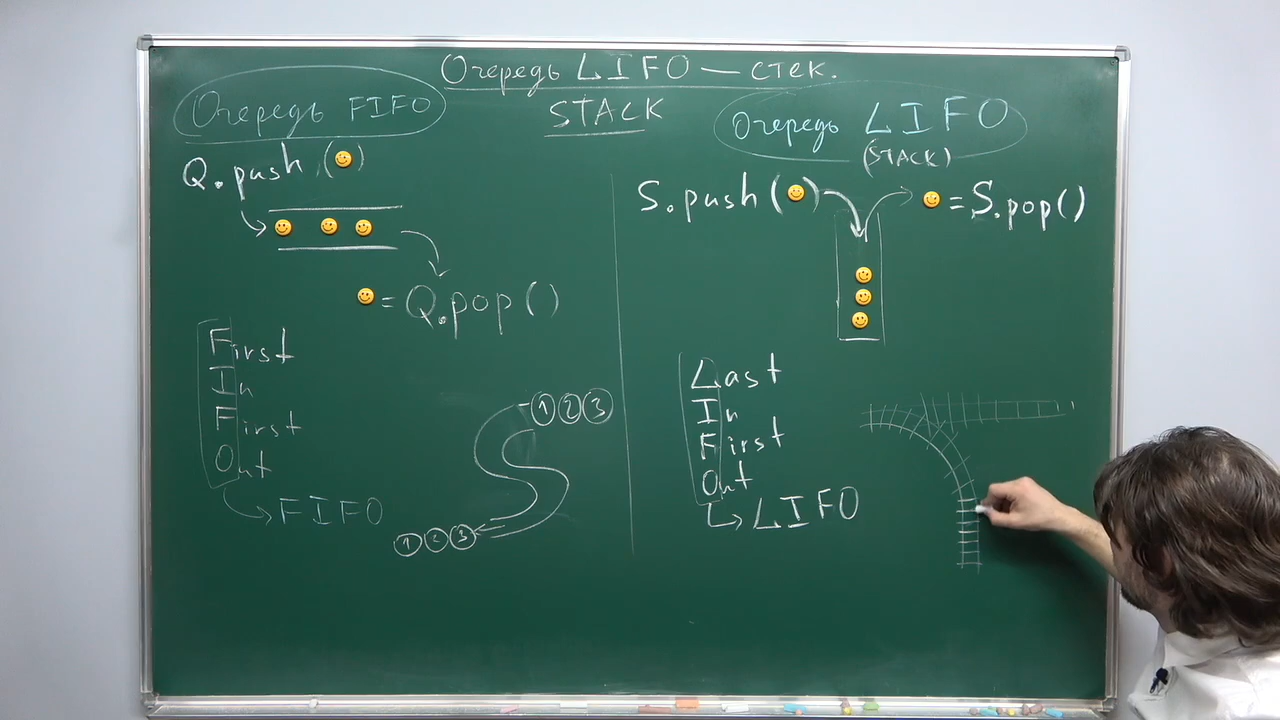 Очередь LIFO — стек.
STACK
Очередь FIFO
Q.push(🙂)
🙂 = Q.pop()
First
In
First
Out
FIFO
1 2 3
1 2 3
Очередь LIFO
(STACK)
S.push(🙂)
🙂 = S.pop()
Last
In
First
Out
LIFO